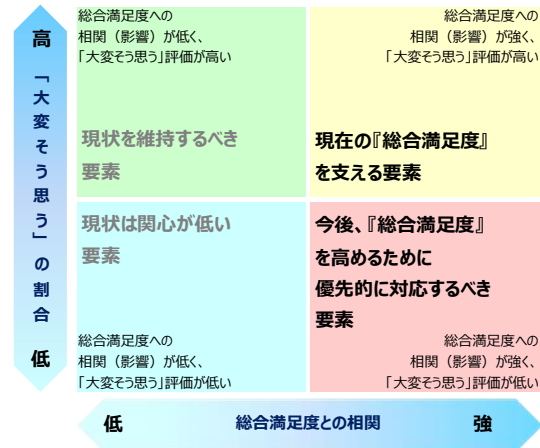 高
「大変そう思う」の割合
低
総合満足度への
相関（影響）が低く、
「大変そう思う」評価が高い
現状を維持するべき
要素
総合満足度への
相関（影響）が強く、
「大変そう思う」評価が高い
現在の『総合満足度』
を支える要素
現状は関心が低い
要素
総合満足度への
相関（影響）が低く、
「大変そう思う」評価が低い
今後、『総合満足度』
を高めるために
優先的に対応するべき
要素
総合満足度への
相関（影響）が強く、
「大変そう思う」評価が低い
低
総合満足度との相関
強